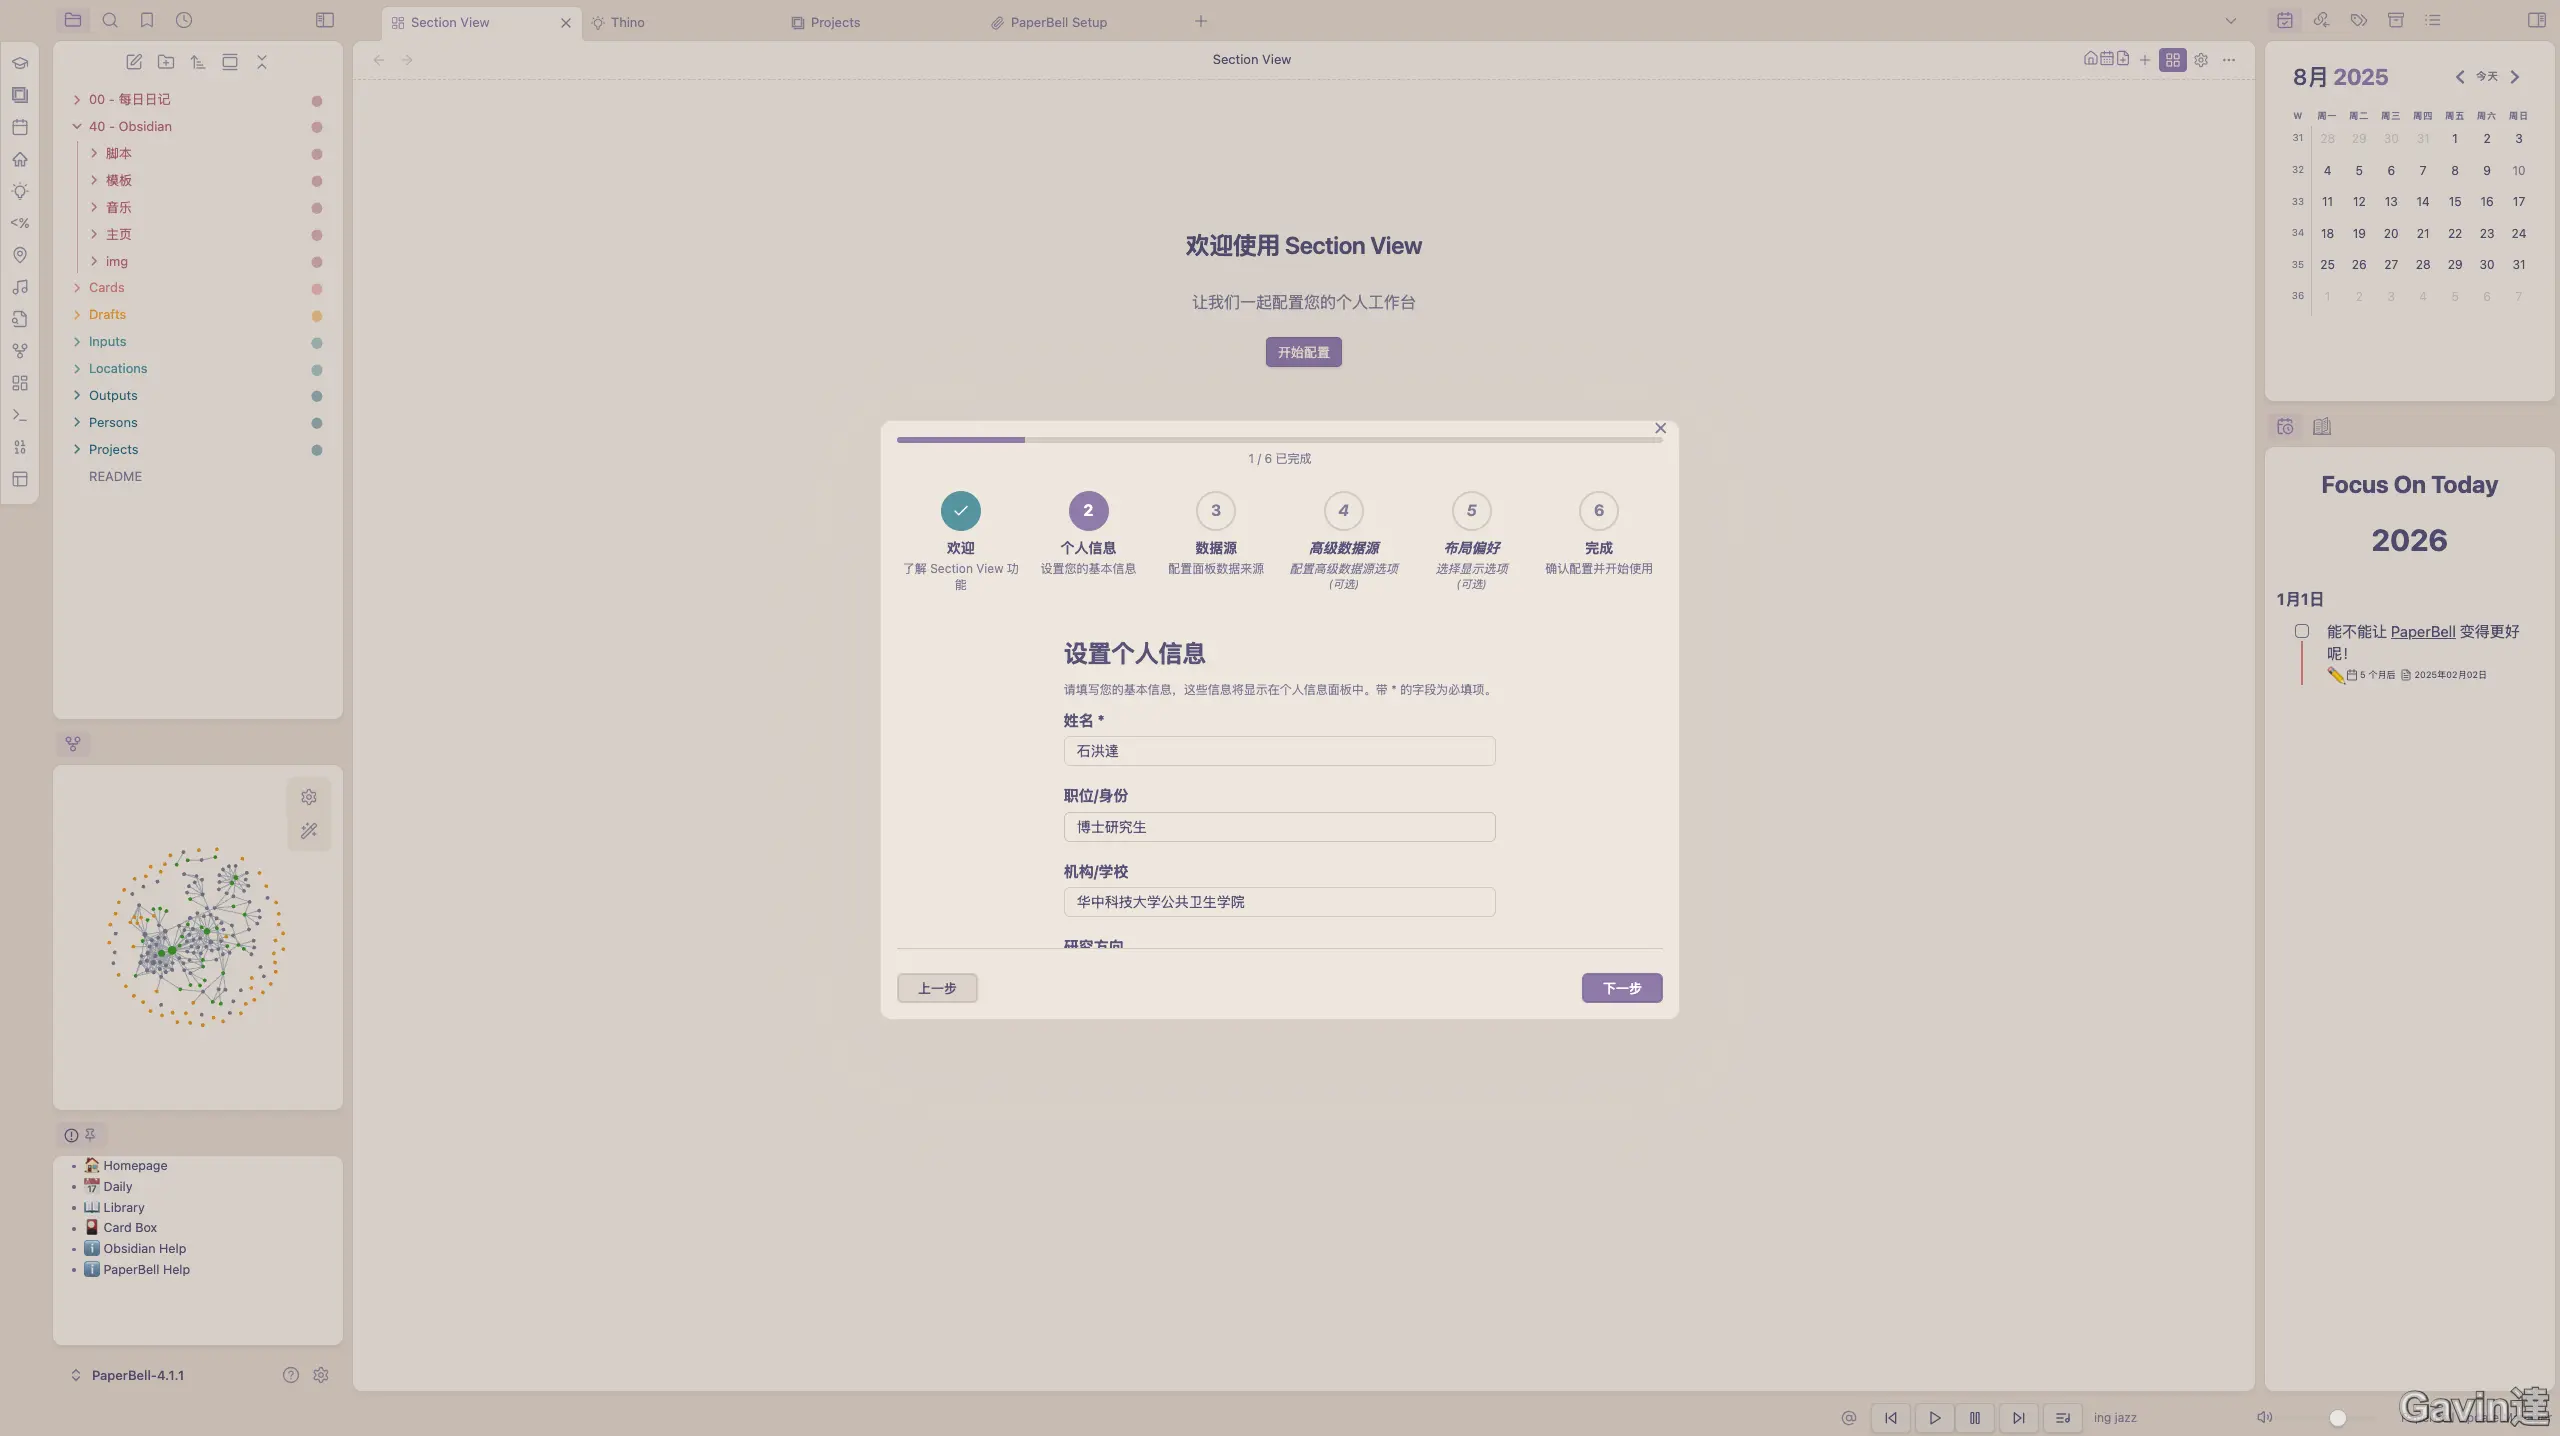 Section View
Thino
Projects
PaperBell Setup
Section View
00 - 每日日记
40 - Obsidian
脚本
模板
音乐
主页
img
Cards
Drafts
Inputs
Locations
Outputs
Persons
Projects
README
Homepage
Daily
Library
Card Box
Obsidian Help
PaperBell Help
PaperBell-4.1.1
欢迎使用 Section View
让我们一起配置您的个人工作台
开始配置
1 / 6 已完成
2 3 4 5 6
欢迎 个人信息 数据源 高级数据源 布局偏好 完成
了解 Section View 功 设置您的基本信息 配置面板数据来源 配置高级数据源选项 选择显示选项 确认配置并开始使用
能 (可选) (可选)
设置个人信息
请填写您的基本信息，这些信息将显示在个人信息面板中。带 * 的字段为必填项。
姓名 *
石洪達
职位/身份
博士研究生
机构/学校
华中科技大学公共卫生学院
研究方向
上一步
下一步
8月 2025
今天
W 周一 周二 周三 周四 周五 周六 周日
31 28 29 30 31 1 2 3
32 4 5 6 7 8 9 10
33 11 12 13 14 15 16 17
34 18 19 20 21 22 23 24
35 25 26 27 28 29 30 31
36 1 2 3 4 5 6 7
Focus On Today
2026
1月1日
能不能让 PaperBell 变得更好
呢！
5 个月后 2025年02月02日
ing jazz
Gavin達